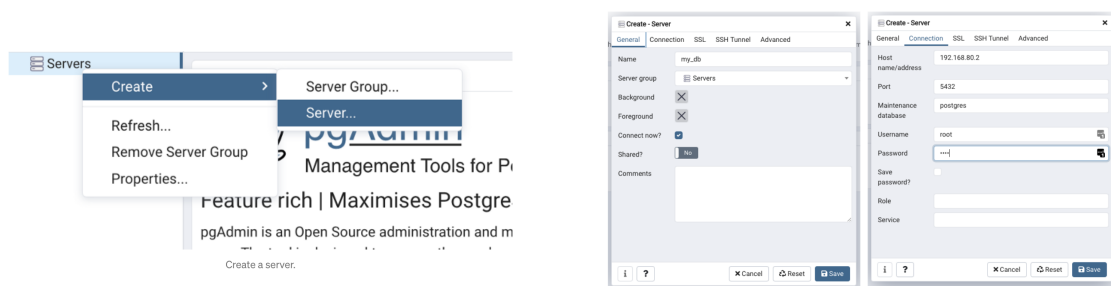 Servers
Create
Server Group...
Server...
Refresh...
Remove Server Group
Properties...
pgAdmin
Management Tools for Po
Feature rich | Maximises Postgre
pgAdmin is an Open Source administration and m
Create a server.
Create - Server
General Connection SSL SSH Tunnel Advanced
Name my_db
Server group Servers
Background
Foreground
Connect now?
Shared? No
Comments
i ? Cancel Reset Save
Create - Server
General Connection SSL SSH Tunnel Advanced
Host 192.168.80.2
name/address
Port 5432
Maintenance postgres
database
Username root
Password ····
Save
password?
Role
Service
i ? Cancel Reset Save